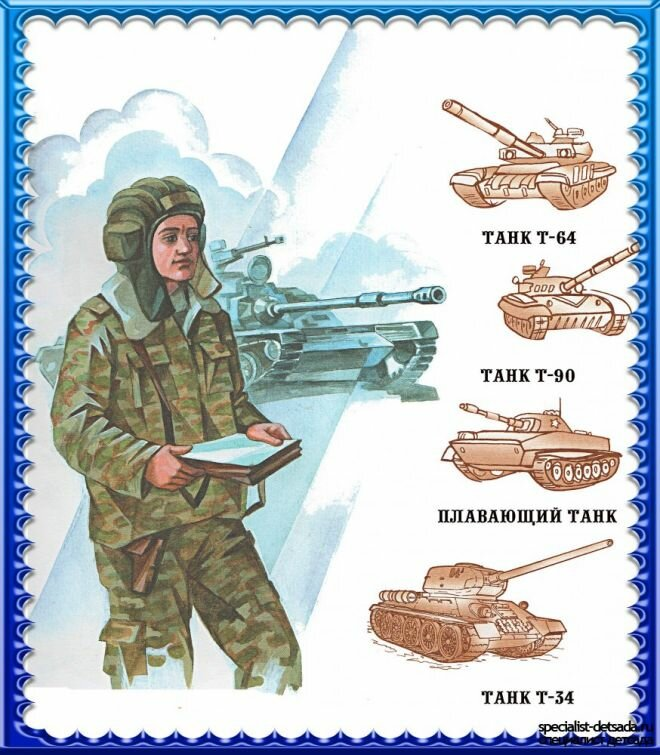 ТАНК Т-64
ТАНК Т-90
ПЛАВАЮЩИЙ ТАНК
ТАНК Т-34
specialist-detsada.ru